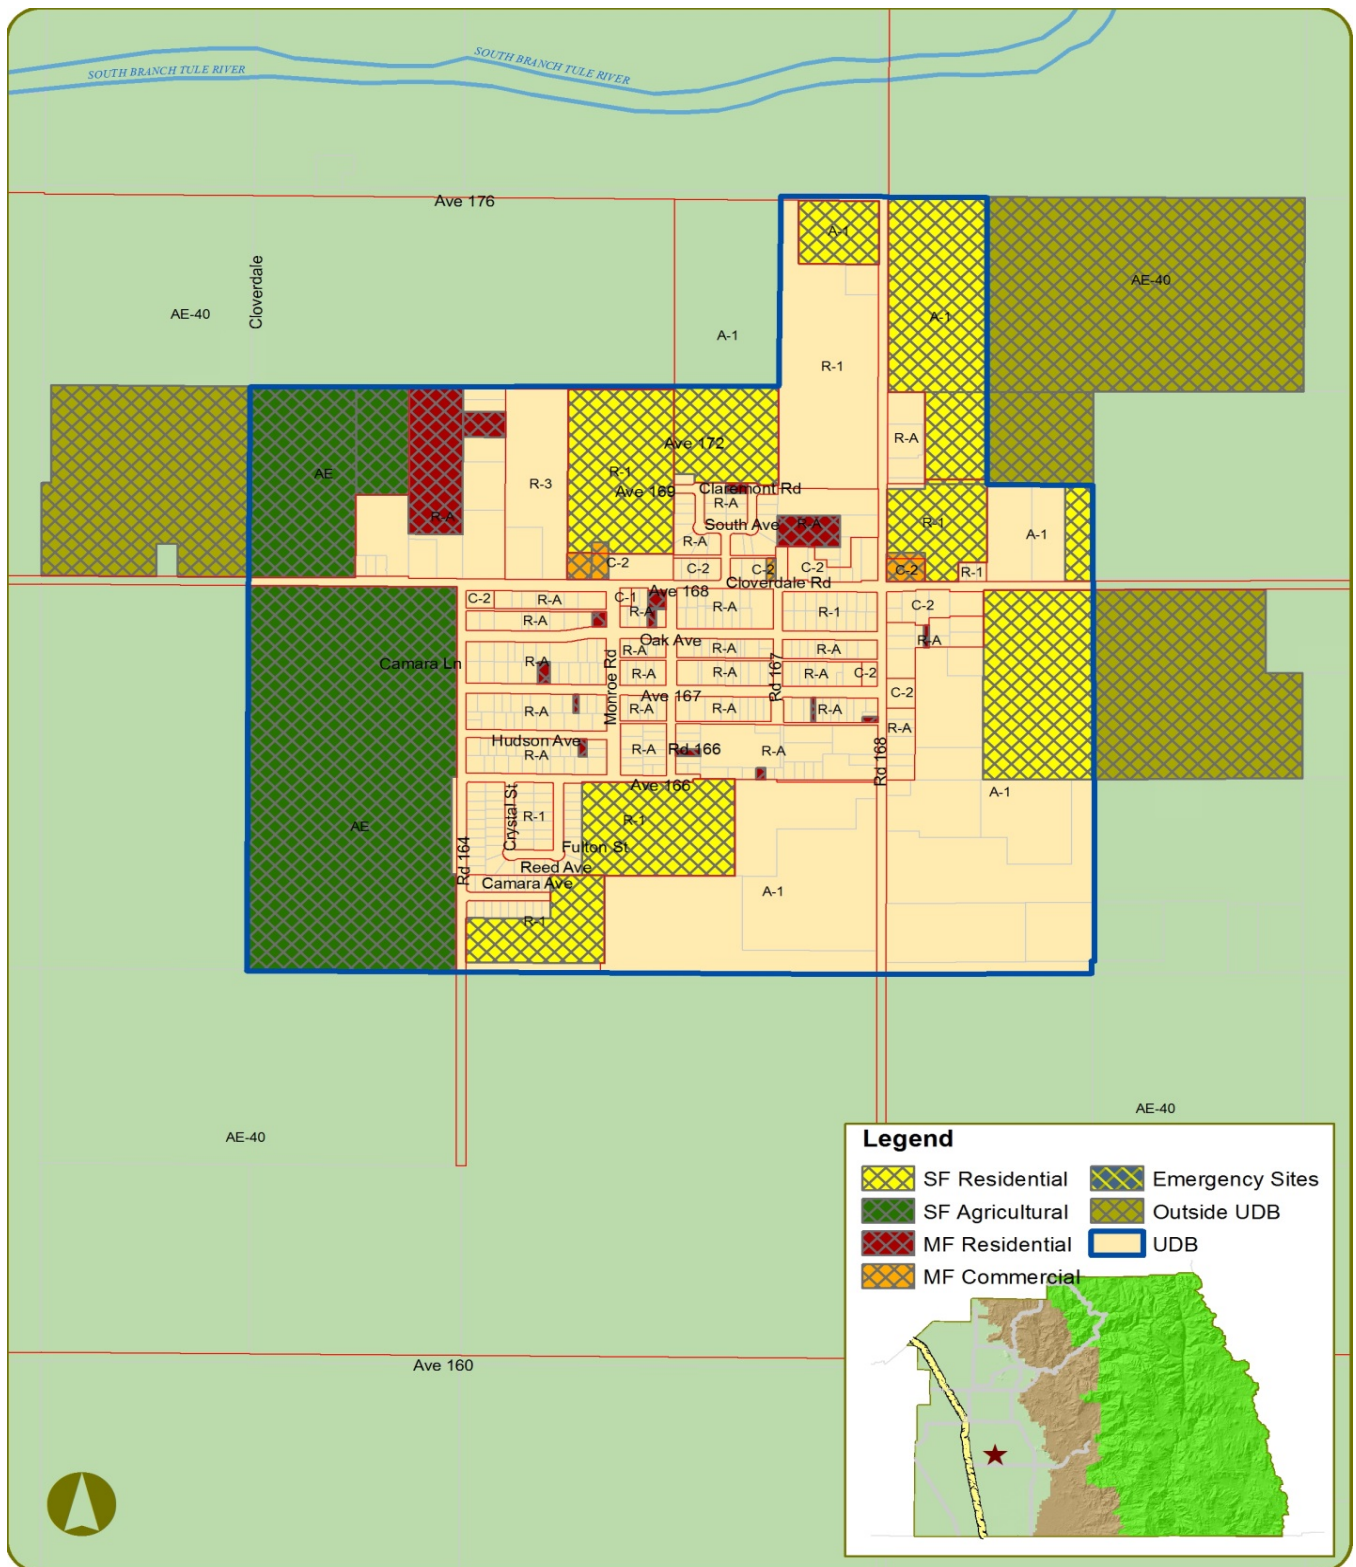 SOUTH BRANCH TULE RIVER
SOUTH BRANCH TULE RIVER
Ave 176
A-1
Cloverdale
AE-40
AE-40
A-1
A-1
R-1
R-A
Ave 172
R-1
AE
R-3
Claremont Rd
Ave 169
R-A
R-A
South Ave
R-A
R-1
A-1
R-A
C-2
C-2
C-2
C-2
C-2
R-1
Cloverdale Rd
Ave 168
C-2
R-A
C-1
R-A
R-A
R-1
C-2
R-A
Oak Ave
R-A
R-A
R-A
R-A
Camara Ln
R-A
Monroe Rd
R-A
R-A
Rd 167
R-A
C-2
C-2
Ave 167
R-A
R-A
R-A
R-A
R-A
Hudson Ave
R-A
R-A
Rd 166
R-A
Rd 168
Ave 166
A-1
Crystal St
R-1
R-1
AE
Rd 164
Fulton St
Reed Ave
Camara Ave
A-1
R-1
AE-40
AE-40
Ave 160
Legend
SF Residential
SF Agricultural
MF Residential
MF Commercial
Emergency Sites
Outside UDB
UDB